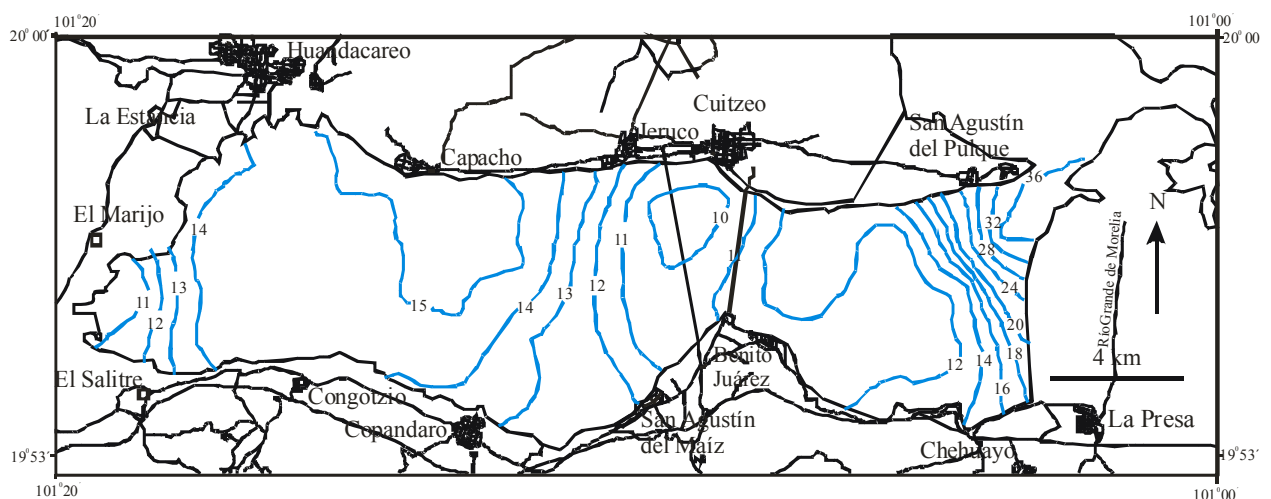 101°20'
101°00'
20°00'
20°00
Huandacareo
Cuitzeo
La Estancia
Jeruco
San Agustín
del Pulque
Capacho
36
El Marijo
14
10
32
N
11
28
13
15
14
13
12
24
11
12
20
Río Grande de Morelia
Benito
Juárez
12
14
18
4 km
El Salitre
Congotzio
16
Copandaro
San Agustín
del Maíz
La Presa
Chehuayo
19°53'
19°53'
101°20'
101°00'